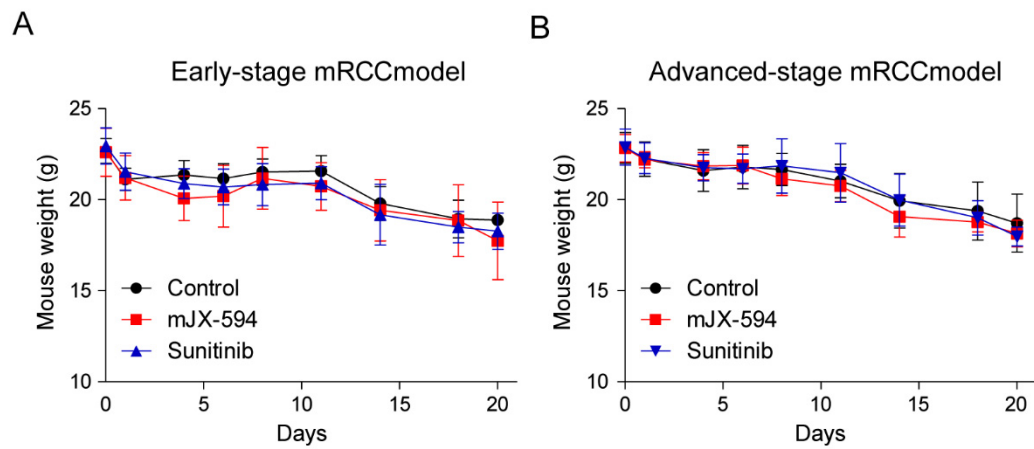 A
Early-stage mRCCmodel
25
20
15
10
Mouse weight (g)
Control
mJX-594
Sunitinib
0 5 10 15 20
Days
B
Advanced-stage mRCCmodel
25
20
15
10
Mouse weight (g)
Control
mJX-594
Sunitinib
0 5 10 15 20
Days